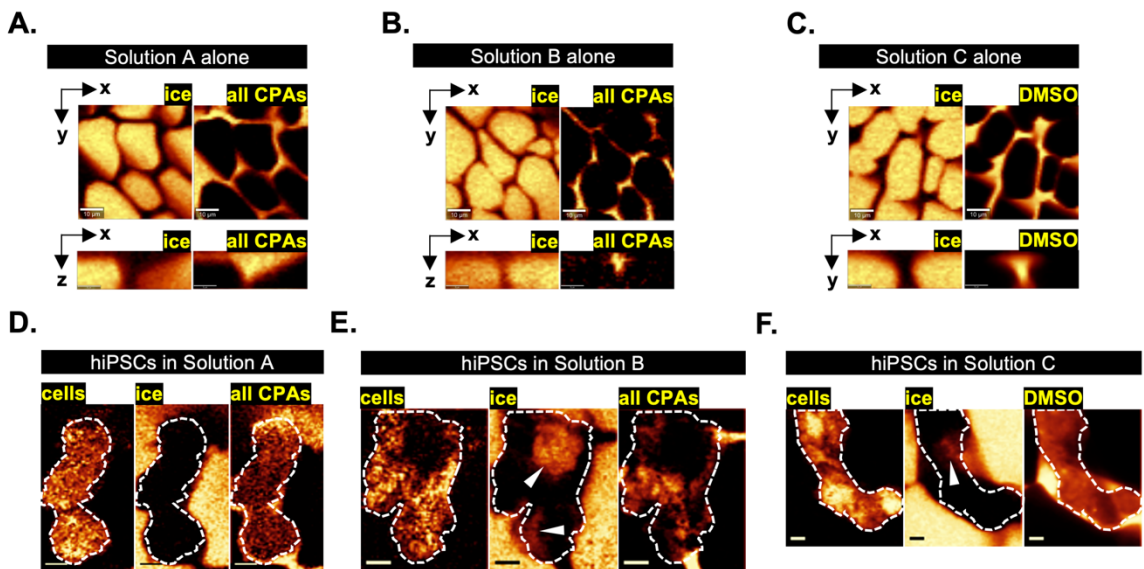 A.
B.
C.
Solution A alone
Solution B alone
Solution C alone
x
ice
all CPAs
x
ice
all CPAs
x
ice
DMSO
y
y
y
10 µm
10 µm
10 µm
10 µm
10 µm
10 µm
x
ice
all CPAs
x
ice
all CPAs
x
ice
DMSO
z
z
y
D.
E.
F.
hiPSCs in Solution A
hiPSCs in Solution B
hiPSCs in Solution C
cells
ice
all CPAs
cells
ice
all CPAs
cells
ice
DMSO